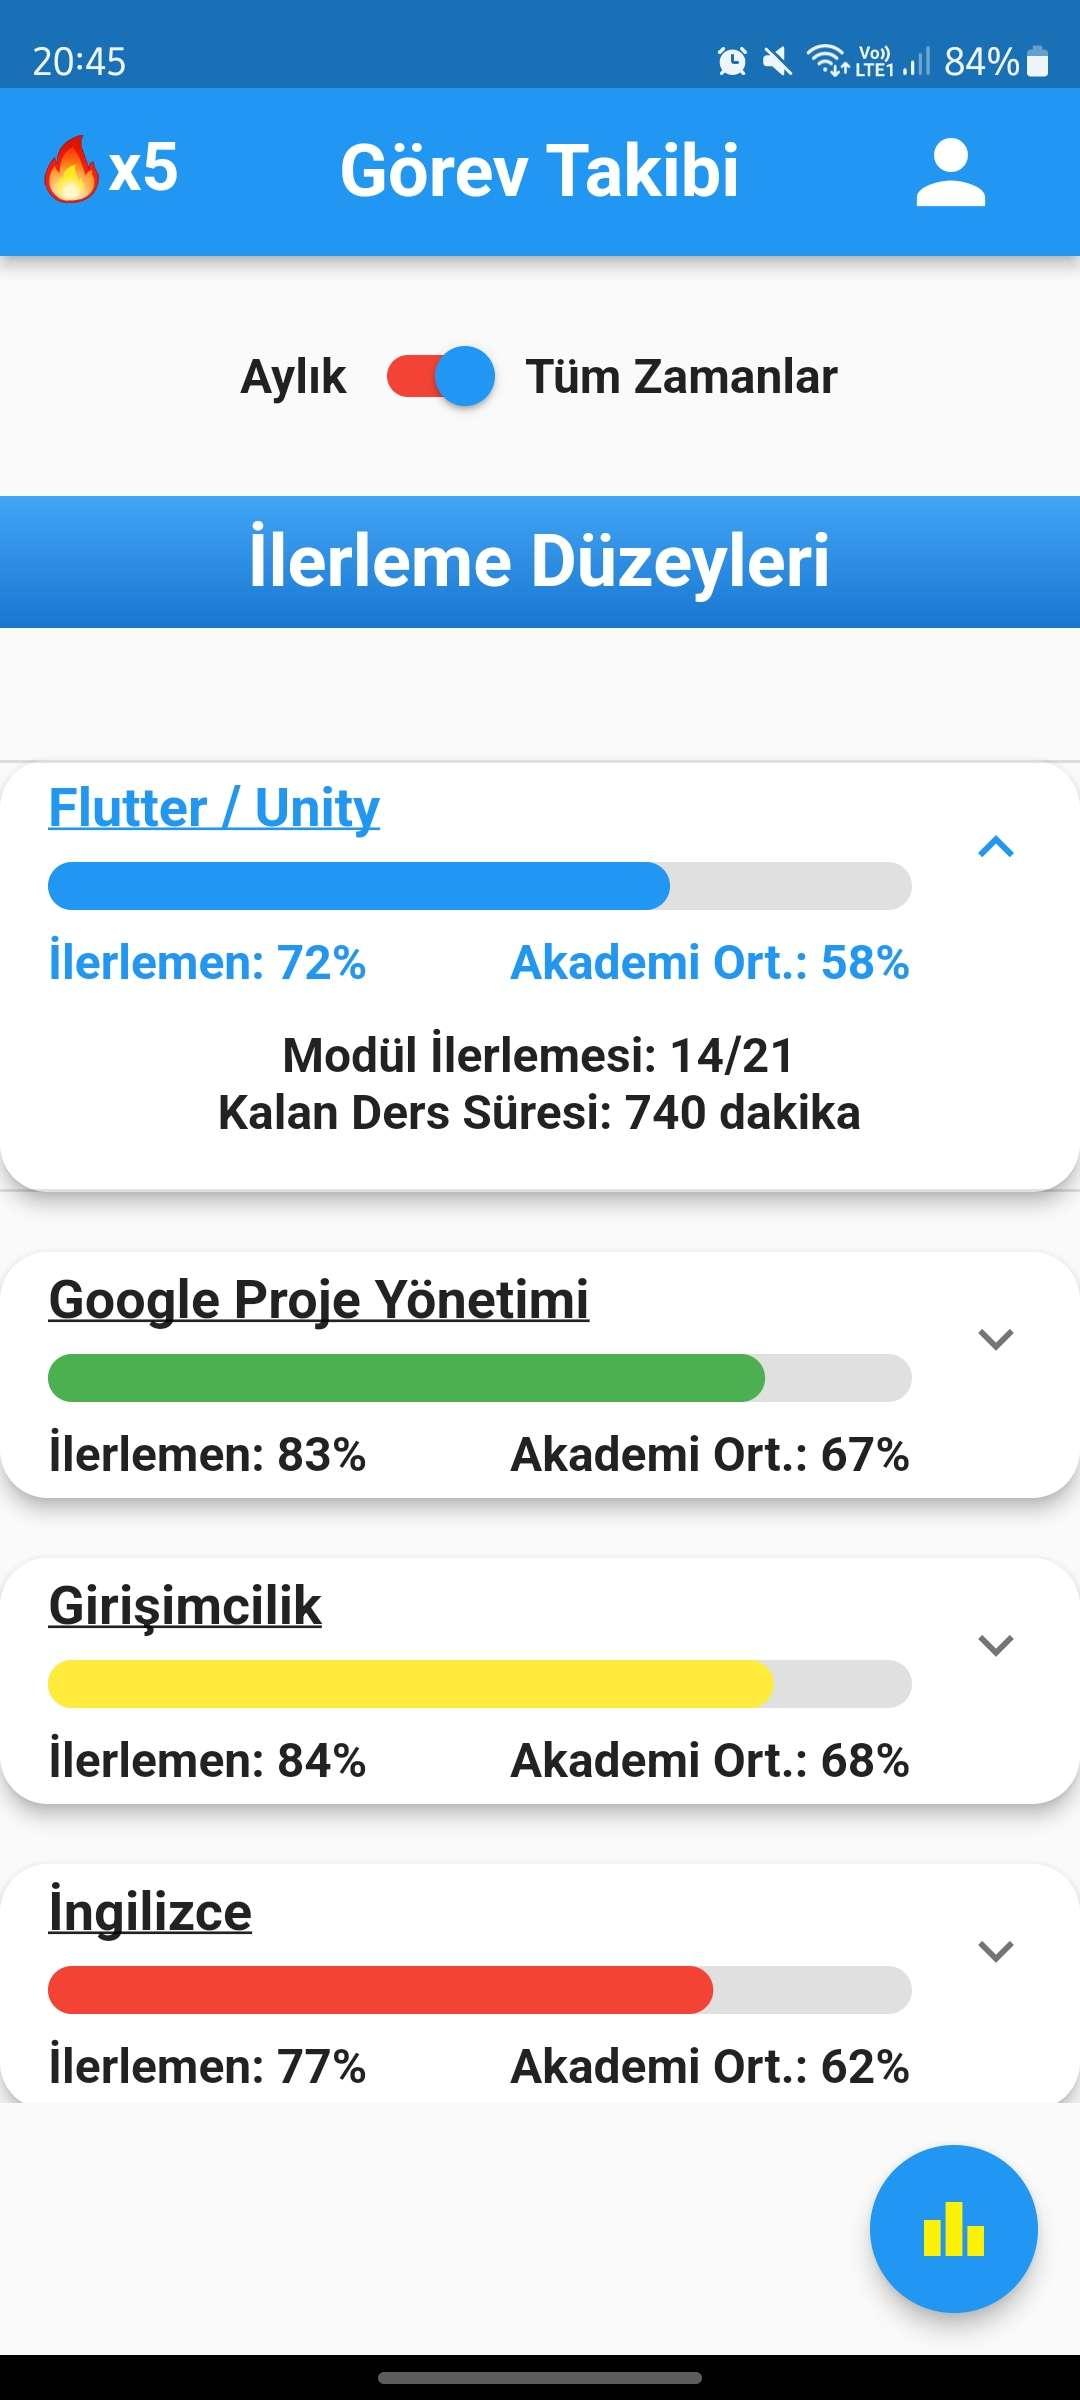 20:45
Vo)) LTE1 84%
x5 Görev Takibi
Aylık Tüm Zamanlar
İlerleme Düzeyleri
Flutter / Unity
İlerlemen: 72% Akademi Ort.: 58%
Modül İlerlemesi: 14/21
Kalan Ders Süresi: 740 dakika
Google Proje Yönetimi
İlerlemen: 83% Akademi Ort.: 67%
Girişimcilik
İlerlemen: 84% Akademi Ort.: 68%
İngilizce
İlerlemen: 77% Akademi Ort.: 62%